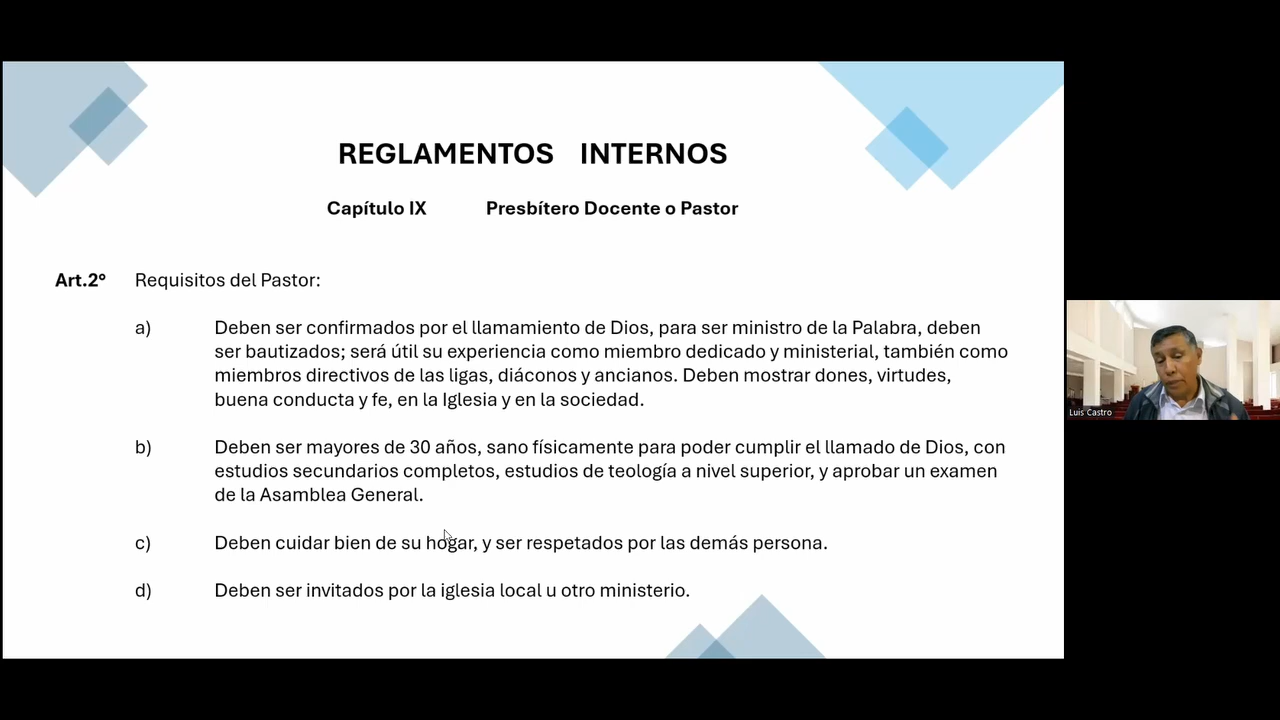 REGLAMENTOS INTERNOS
Capítulo IX Presbítero Docente o Pastor
Art.2° Requisitos del Pastor:
a) Deben ser confirmados por el llamamiento de Dios, para ser ministro de la Palabra, deben
ser bautizados; será útil su experiencia como miembro dedicado y ministerial, también como
miembros directivos de las ligas, diáconos y ancianos. Deben mostrar dones, virtudes,
buena conducta y fe, en la Iglesia y en la sociedad.
b) Deben ser mayores de 30 años, sano físicamente para poder cumplir el llamado de Dios, con
estudios secundarios completos, estudios de teología a nivel superior, y aprobar un examen
de la Asamblea General.
c) Deben cuidar bien de su hogar, y ser respetados por las demás persona.
d) Deben ser invitados por la iglesia local u otro ministerio.
Luis Castro